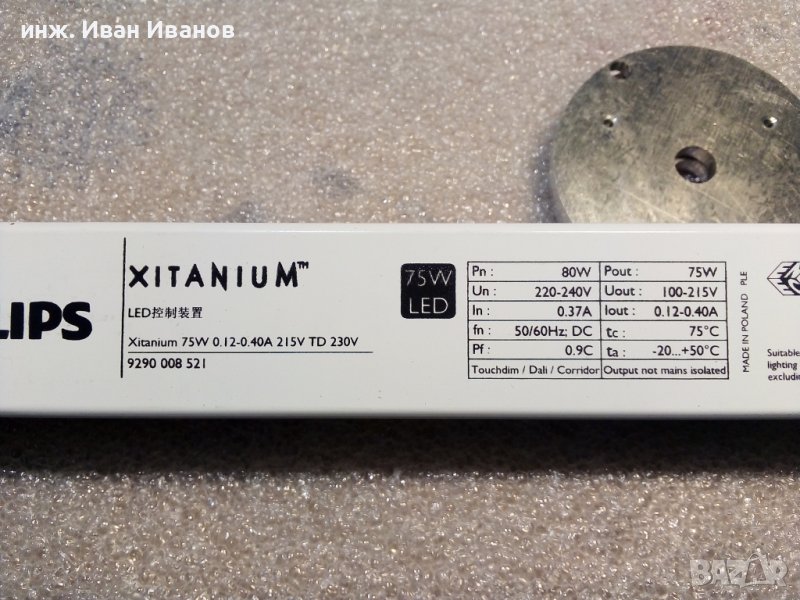 инж. Иван Иванов
LIPS
XITANIUM™
LED控制装置
Xitanium 75W 0.12-0.40A 215V TD 230V
9290 008 521
75W
LED
Pn : 80W Pout : 75W
Un : 220-240V Uout : 100-215V
In : 0.37A Iout : 0.12-0.40A
fn : 50/60Hz; DC tc : 75°C
Pf : 0.9C ta : -20...+50°C
Touchdim / Dali / Corridor Output not mains isolated
MADE IN POLAND PLE
Suitable
lighting
excludin
BAZAR